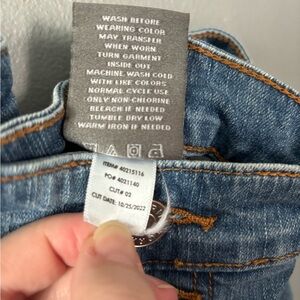 WASH BEFORE
WEARING COLOR
MAY TRANSFER
WHEN WORN
TURN GARMENT
INSIDE OUT
MACHINE WASH COLD
WITH LIKE COLORS
NORMAL CYCLE USE
ONLY NON-CHLORINE
BLEACH IF NEEDED
TUMBLE DRY LOW
WARM IRON IF NEEDED
ITEM# 40215116
PO# 4021140
CUT# 02
CUT DATE: 10/25/2022